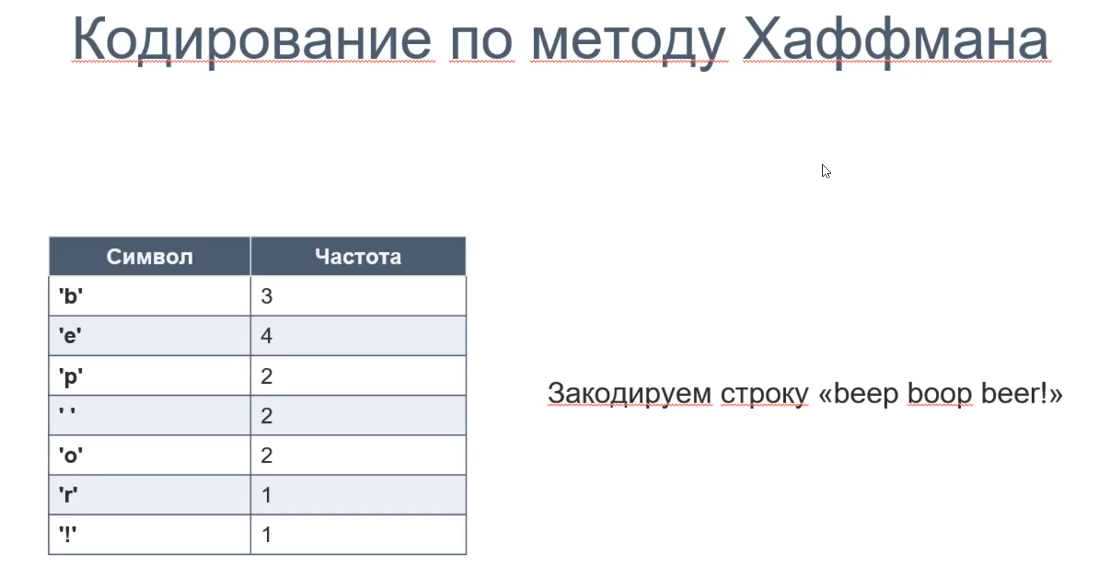 Кодирование по методу Хаффмана
Символ Частота
'b' 3
'e' 4
'p' 2
' ' 2
'o' 2
'r' 1
'!' 1
Закодируем строку «beep boop beer!»